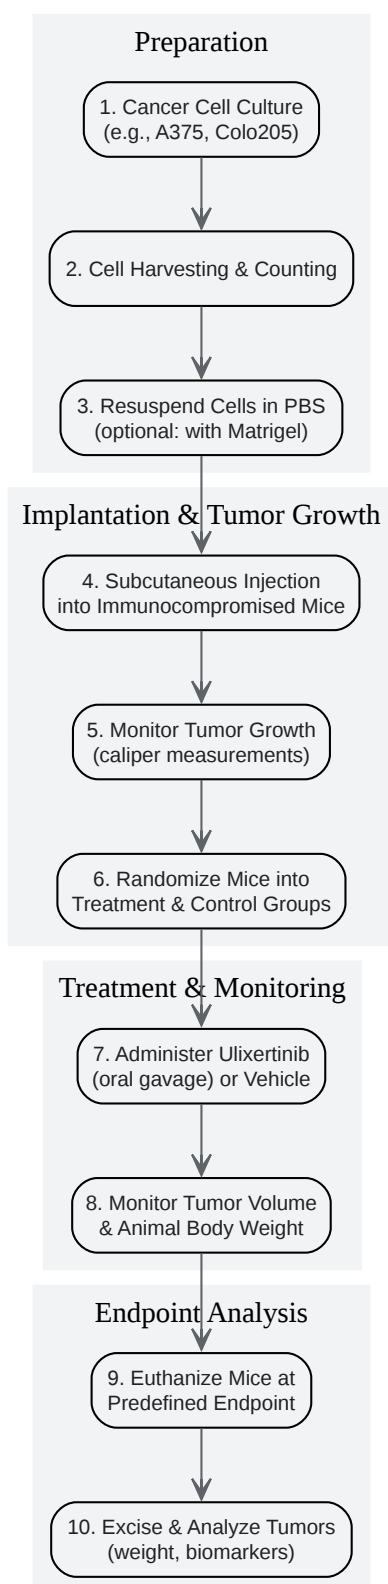 Preparation
1. Cancer Cell Culture
(e.g., A375, Colo205)
2. Cell Harvesting & Counting
3. Resuspend Cells in PBS
(optional: with Matrigel)
Implantation & Tumor Growth
4. Subcutaneous Injection
into Immunocompromised Mice
5. Monitor Tumor Growth
(caliper measurements)
6. Randomize Mice into
Treatment & Control Groups
Treatment & Monitoring
7. Administer Ulixertinib
(oral gavage) or Vehicle
8. Monitor Tumor Volume
& Animal Body Weight
Endpoint Analysis
9. Euthanize Mice at
Predefined Endpoint
10. Excise & Analyze Tumors
(weight, biomarkers)